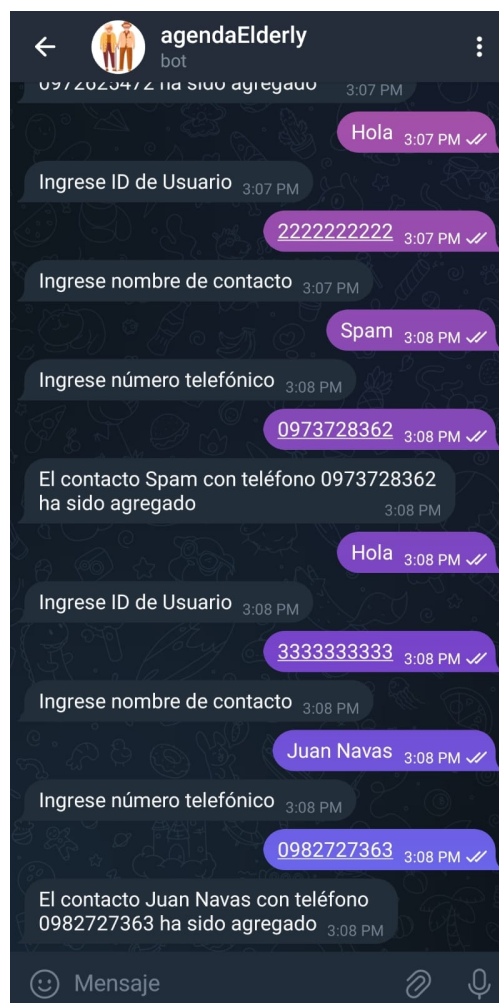 agendaElderly
bot
ha sido agregado 3:07 PM
Hola 3:07 PM
Ingrese ID de Usuario 3:07 PM
2222222222 3:07 PM
Ingrese nombre de contacto 3:07 PM
Spam 3:08 PM
Ingrese número telefónico 3:08 PM
0973728362 3:08 PM
El contacto Spam con teléfono 0973728362
ha sido agregado 3:08 PM
Hola 3:08 PM
Ingrese ID de Usuario 3:08 PM
3333333333 3:08 PM
Ingrese nombre de contacto 3:08 PM
Juan Navas 3:08 PM
Ingrese número telefónico 3:08 PM
0982727363 3:08 PM
El contacto Juan Navas con teléfono
0982727363 ha sido agregado 3:08 PM
Mensaje